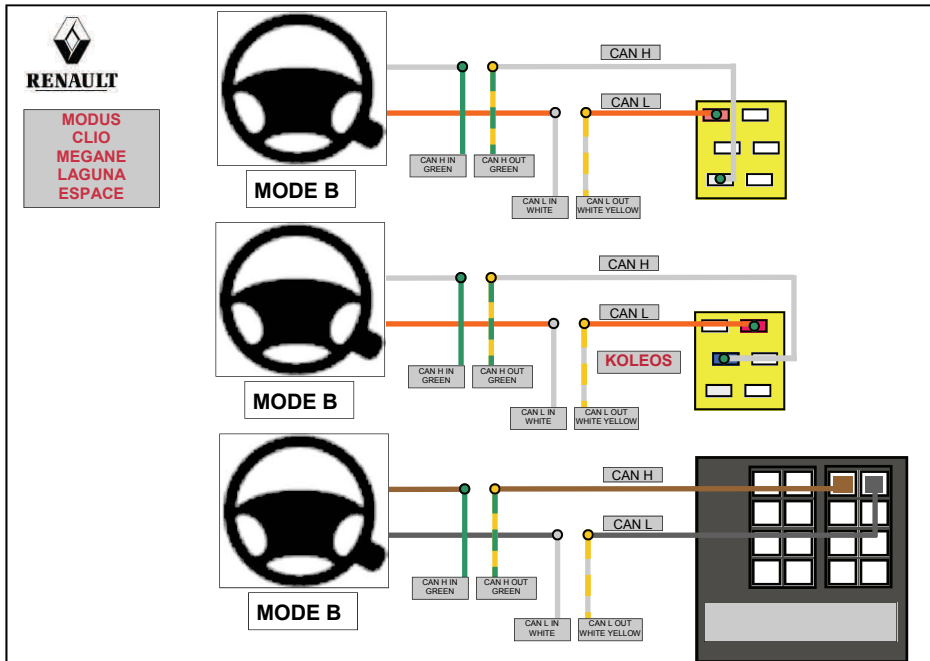 RENAULT
MODUS
CLIO
MEGANE
LAGUNA
ESPACE
CAN H
CAN L
CAN H IN
GREEN
CAN H OUT
GREEN
MODE B
CAN L IN
WHITE
CAN L OUT
WHITE YELLOW
CAN H
CAN L
KOLEOS
CAN H IN
GREEN
CAN H OUT
GREEN
MODE B
CAN L IN
WHITE
CAN L OUT
WHITE YELLOW
CAN H
CAN L
CAN H IN
GREEN
CAN H OUT
GREEN
MODE B
CAN L IN
WHITE
CAN L OUT
WHITE YELLOW